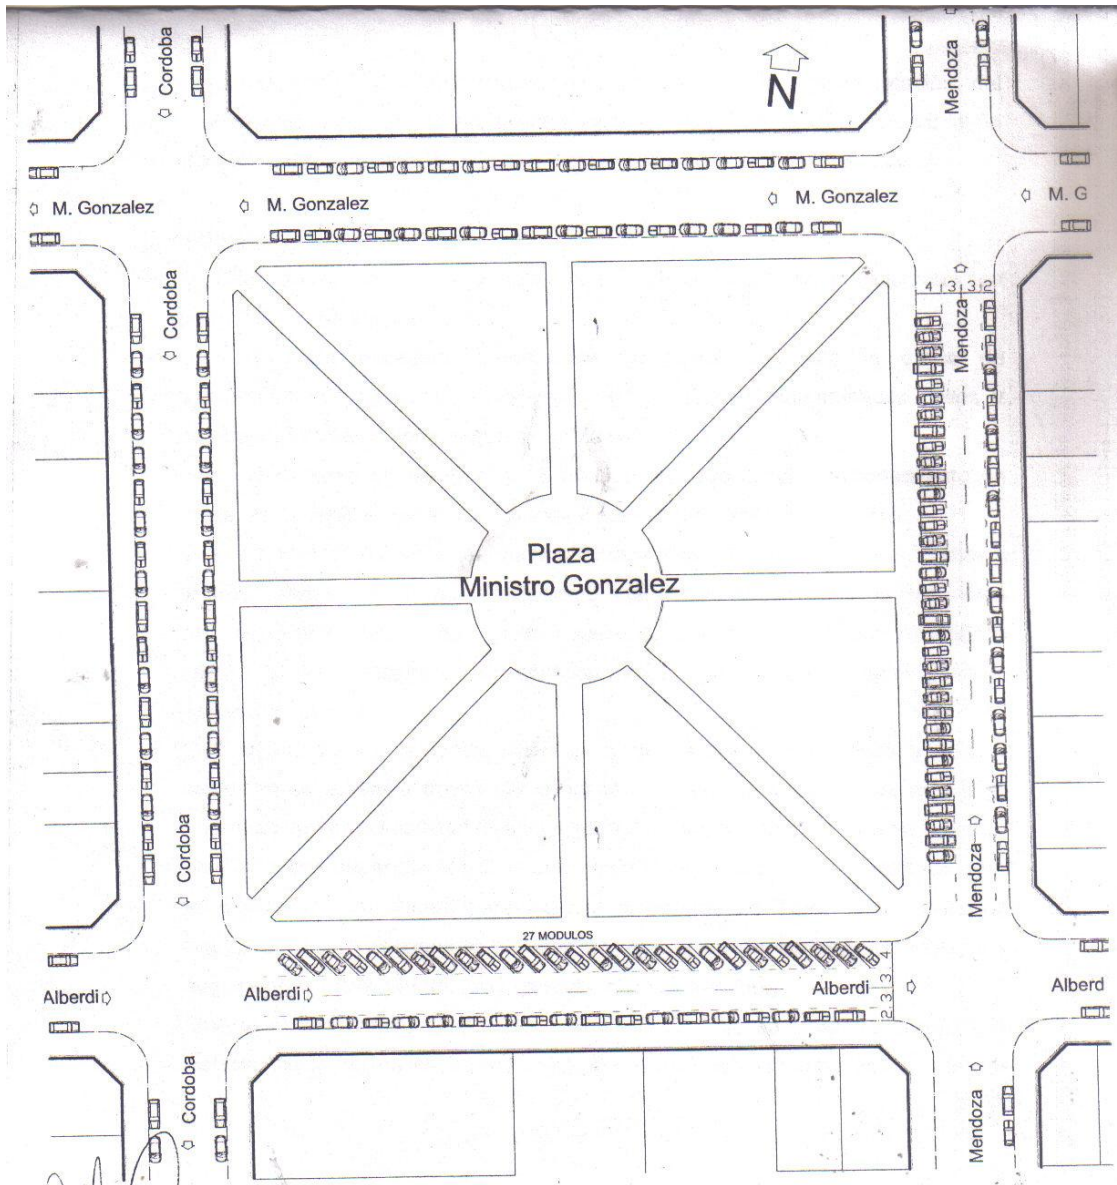 Cordoba
Mendoza
N
M. Gonzalez
M. Gonzalez
M. Gonzalez
M. G
Cordoba
4 3 3 2
Mendoza
Plaza
Ministro Gonzalez
Cordoba
Mendoza
27 MODULOS
4
3
3
2
Alberdi
Alberdi
Alberdi
Alberd
Cordoba
Mendoza